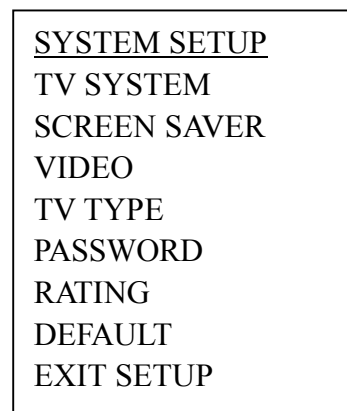 SYSTEM SETUP
TV SYSTEM
SCREEN SAVER
VIDEO
TV TYPE
PASSWORD
RATING
DEFAULT
EXIT SETUP